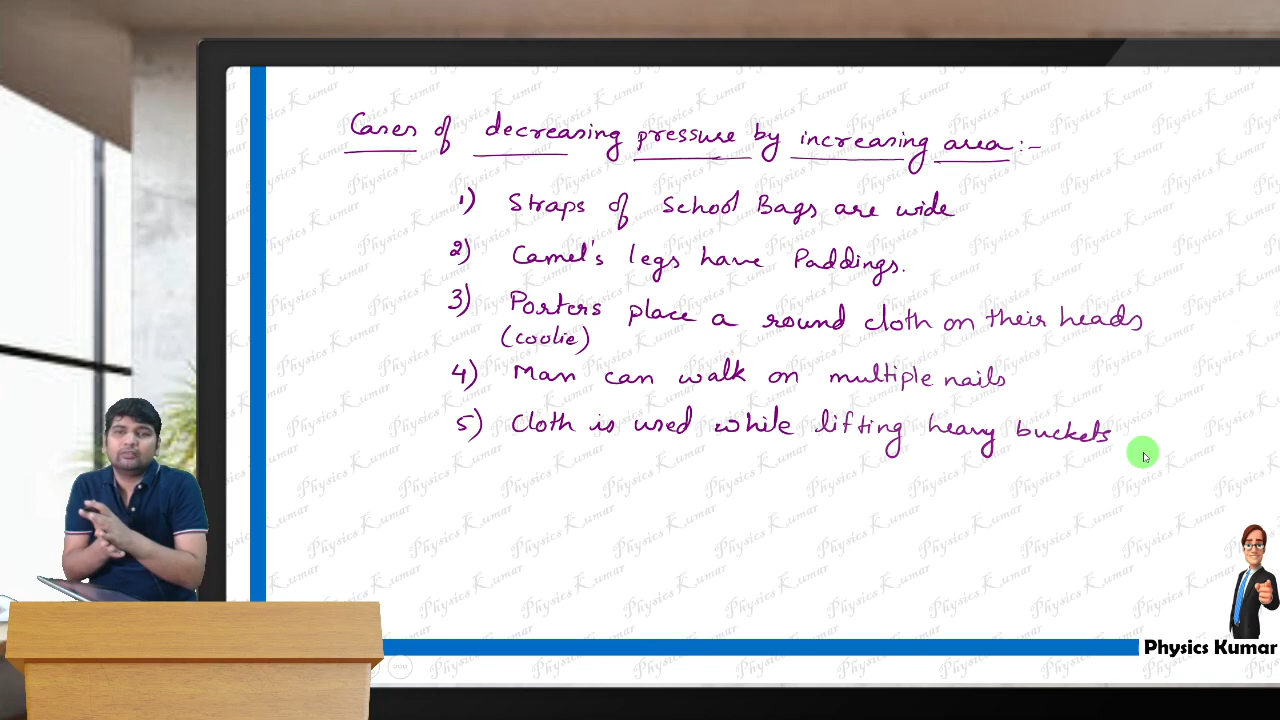 Cases of decreasing pressure by increasing area :-
1) Straps of School Bags are wide
2) Camel's legs have Paddings.
3) Porters place a round cloth on their heads
(coolie)
4) Man can walk on multiple nails
5) Cloth is used while lifting heavy buckets
Physics Kumar